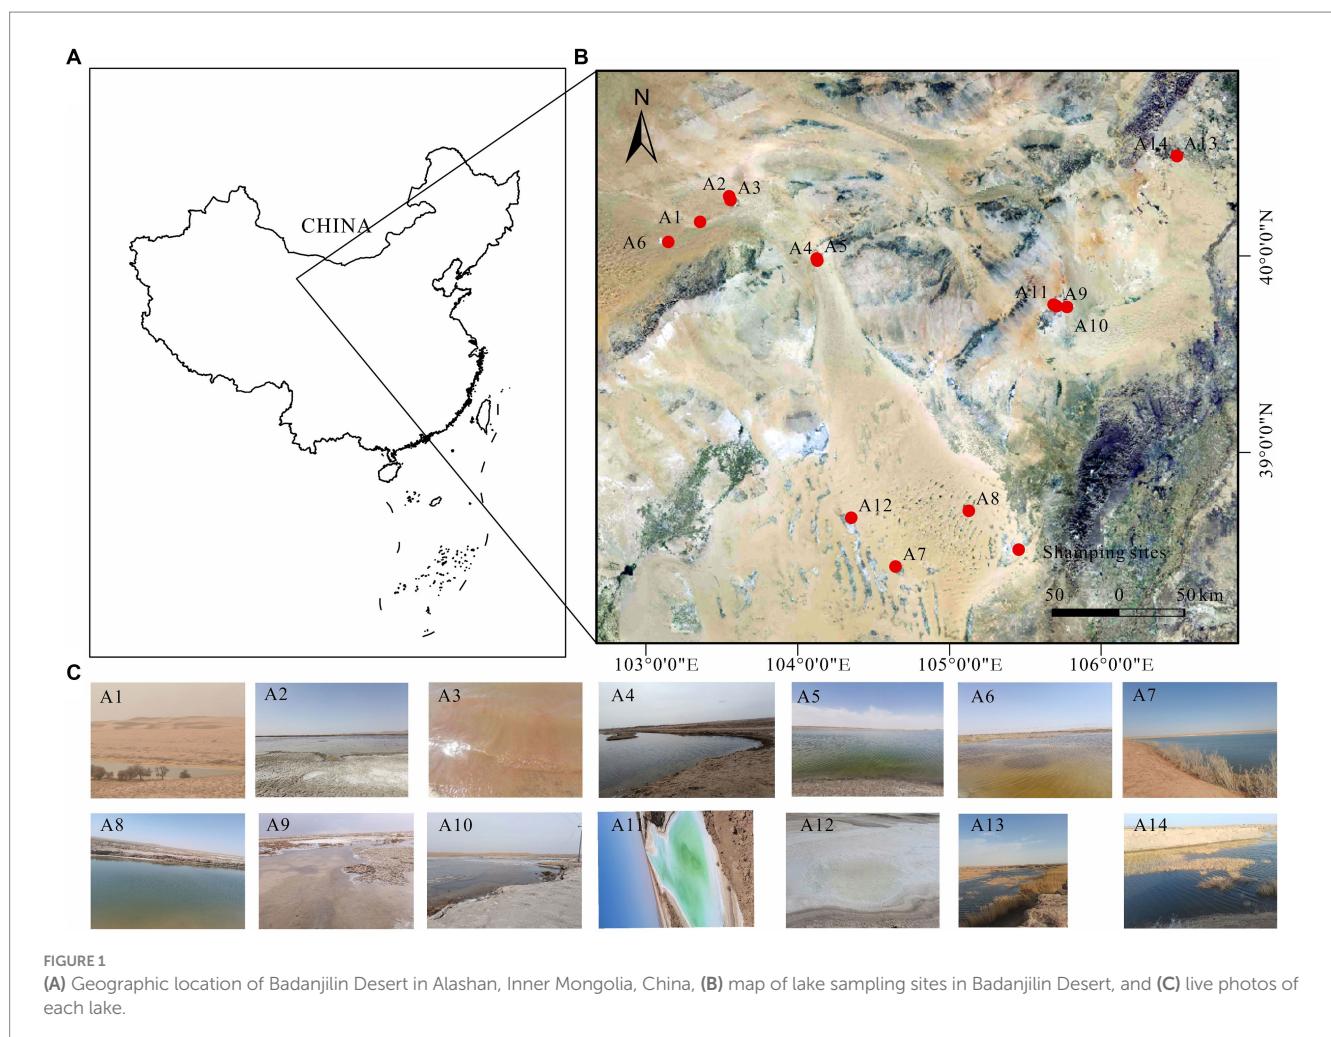 A
B
CHINA
N
A14 A13
A2 A3
A1
A6
A4 A5
A11 A9
A10
A12
A8
A7
Shamping sites
50 0 50km
40°0'0"N
39°0'0"N
103°0'0"E 104°0'0"E 105°0'0"E 106°0'0"E
C
A1 A2 A3 A4 A5 A6 A7
A8 A9 A10 A11 A12 A13 A14
FIGURE 1
(A) Geographic location of Badanjilin Desert in Alashan, Inner Mongolia, China, (B) map of lake sampling sites in Badanjilin Desert, and (C) live photos of
each lake.